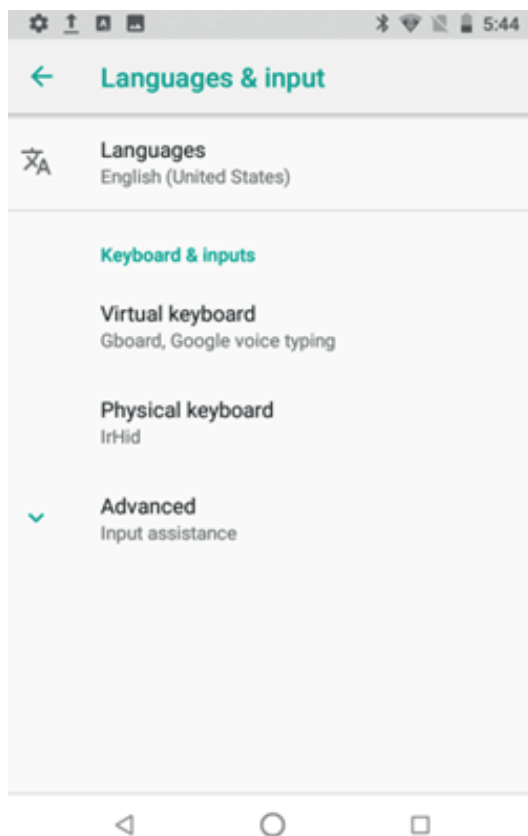 5:44
Languages & input
Languages
English (United States)
Keyboard & inputs
Virtual keyboard
Gboard, Google voice typing
Physical keyboard
IrHid
Advanced
Input assistance